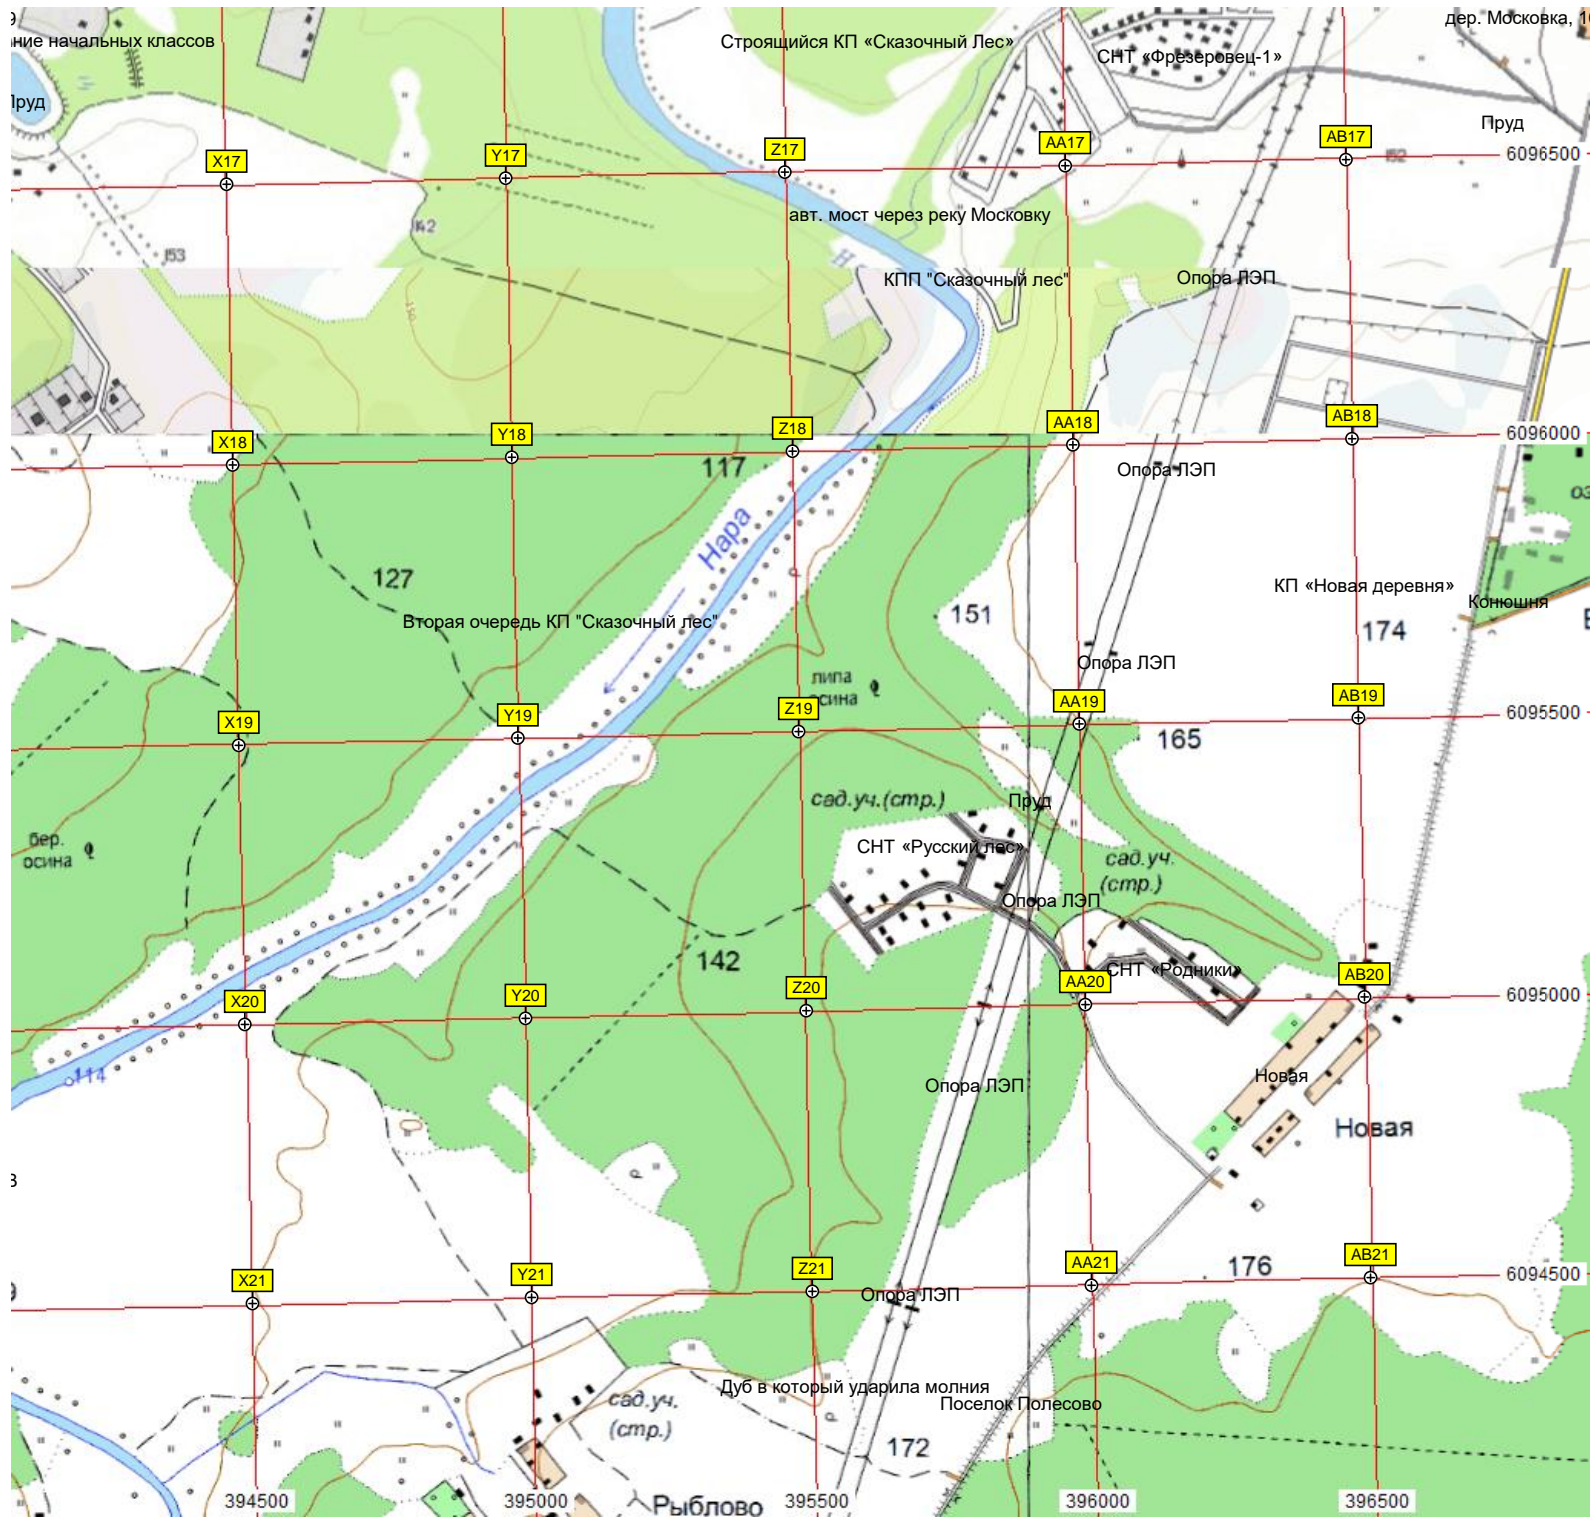 дер. Московка,
ние начальных классов
Строящийся КП «Сказочный Лес»
СНТ «Фрезеровец-1»
Пруд
Пруд
X17
Y17
Z17
AA17
AB17
6096500
152
142
153
авт. мост через реку Московку
КПП "Сказочный лес"
Опора ЛЭП
150
X18
Y18
Z18
AA18
AB18
6096000
117
Опора ЛЭП
Нара
127
Вторая очередь КП "Сказочный лес"
151
КП «Новая деревня»
Конюшня
174
Опора ЛЭП
липа
осина
X19
Y19
Z19
AA19
AB19
6095500
165
сад.уч.(стр.)
Пруд
СНТ «Русский лес»
бер.
осина
сад.уч.
(стр.)
Опора ЛЭП
142
СНТ «Родники»
X20
Y20
Z20
AA20
AB20
6095000
114
Опора ЛЭП
Новая
Новая
X21
Y21
Z21
AA21
AB21
176
6094500
Опора ЛЭП
Дуб в который ударила молния
Поселок Полесово
сад.уч.
(стр.)
172
Рыблово
394500
395000
395500
396000
396500